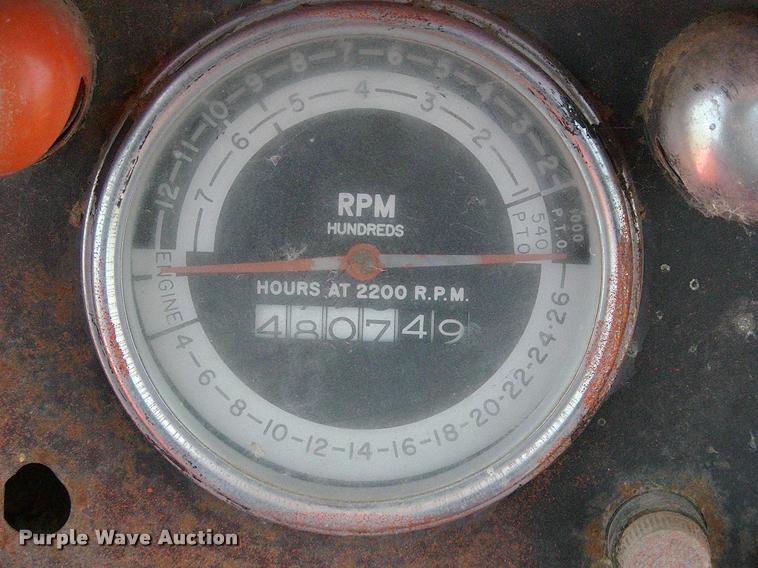 12-11-10-9-8-7-6-5-4-3-2-
1000 PTO
7-6-5-4-3-2-1
540 PTO
RPM
HUNDREDS
HOURS AT 2200 R.P.M.
480749
ENGINE
4-6-8-10-12-14-16-18-20-22-24-26
Purple Wave Auction